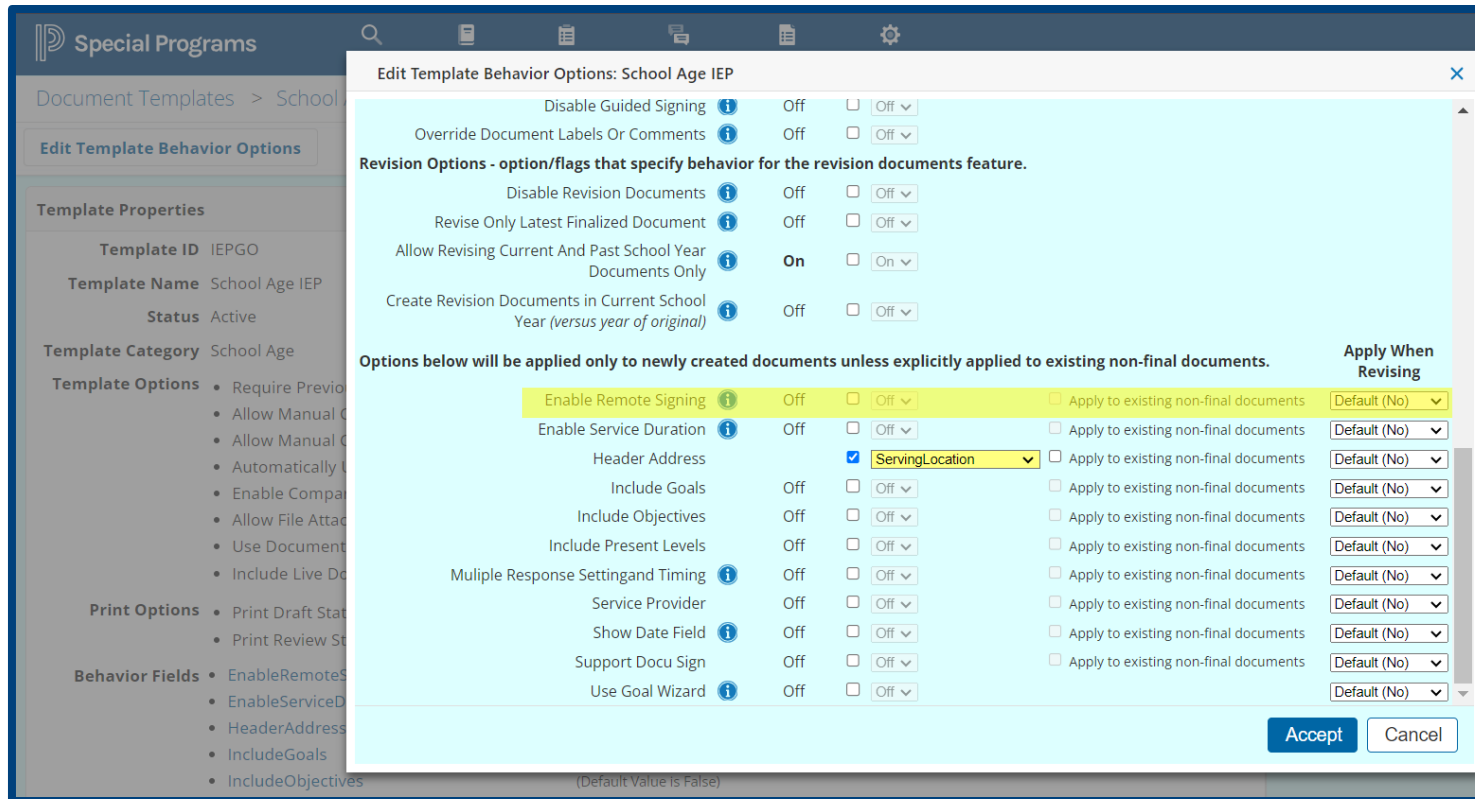 Special Programs
Document Templates > School
Edit Template Behavior Options
Template Properties
Template ID IEPGO
Template Name School Age IEP
Status Active
Template Category School Age
Template Options • Require Previo
• Allow Manual
• Allow Manual
• Automatically
• Enable Compa
• Allow File Attac
• Use Document
• Include Live Do
Print Options • Print Draft Stat
• Print Review St
Behavior Fields • EnableRemoteS
• EnableServiceD
• HeaderAddress
• IncludeGoals
• IncludeObjectives (Default Value is False)
Edit Template Behavior Options: School Age IEP ×
Disable Guided Signing Off Off
Override Document Labels Or Comments Off Off
Revision Options - option/flags that specify behavior for the revision documents feature.
Disable Revision Documents Off Off
Revise Only Latest Finalized Document Off Off
Allow Revising Current And Past School Year
Documents Only On On
Create Revision Documents in Current School
Year (versus year of original) Off Off
Options below will be applied only to newly created documents unless explicitly applied to existing non-final documents.
Apply When
Revising
Enable Remote Signing Off Off Apply to existing non-final documents Default (No)
Enable Service Duration Off Off Apply to existing non-final documents Default (No)
Header Address ServingLocation Apply to existing non-final documents Default (No)
Include Goals Off Off Apply to existing non-final documents Default (No)
Include Objectives Off Off Apply to existing non-final documents Default (No)
Include Present Levels Off Off Apply to existing non-final documents Default (No)
Muliple Response Settingand Timing Off Off Apply to existing non-final documents Default (No)
Service Provider Off Off Apply to existing non-final documents Default (No)
Show Date Field Off Off Apply to existing non-final documents Default (No)
Support Docu Sign Off Off Apply to existing non-final documents Default (No)
Use Goal Wizard Off Off Default (No)
Accept Cancel